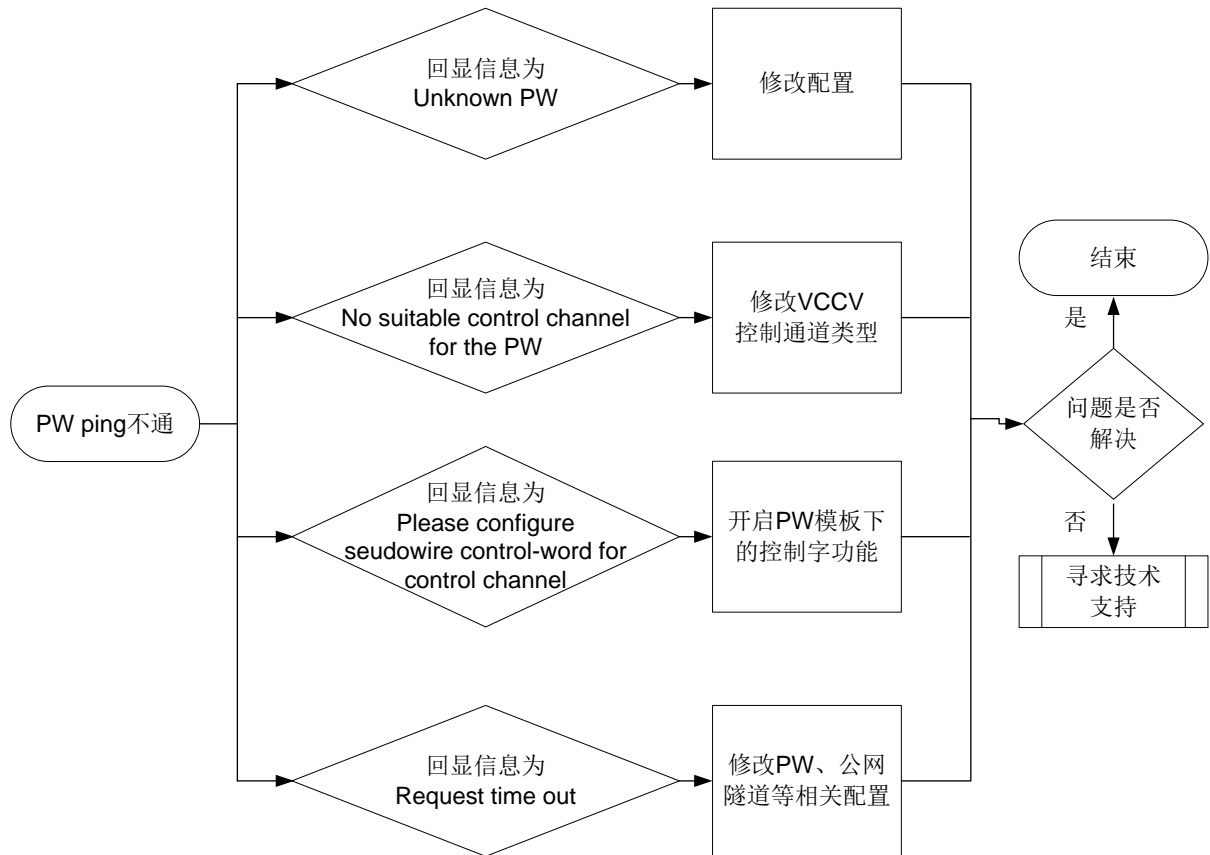 PW ping不通
回显信息为
Unknown PW
修改配置
回显信息为
No suitable control channel
for the PW
修改VCCV
控制通道类型
回显信息为
Please configure
seudowire control-word for
control channel
开启PW模板下
的控制字功能
回显信息为
Request time out
修改PW、公网
隧道等相关配置
结束
是
问题是否
解决
否
寻求技术
支持